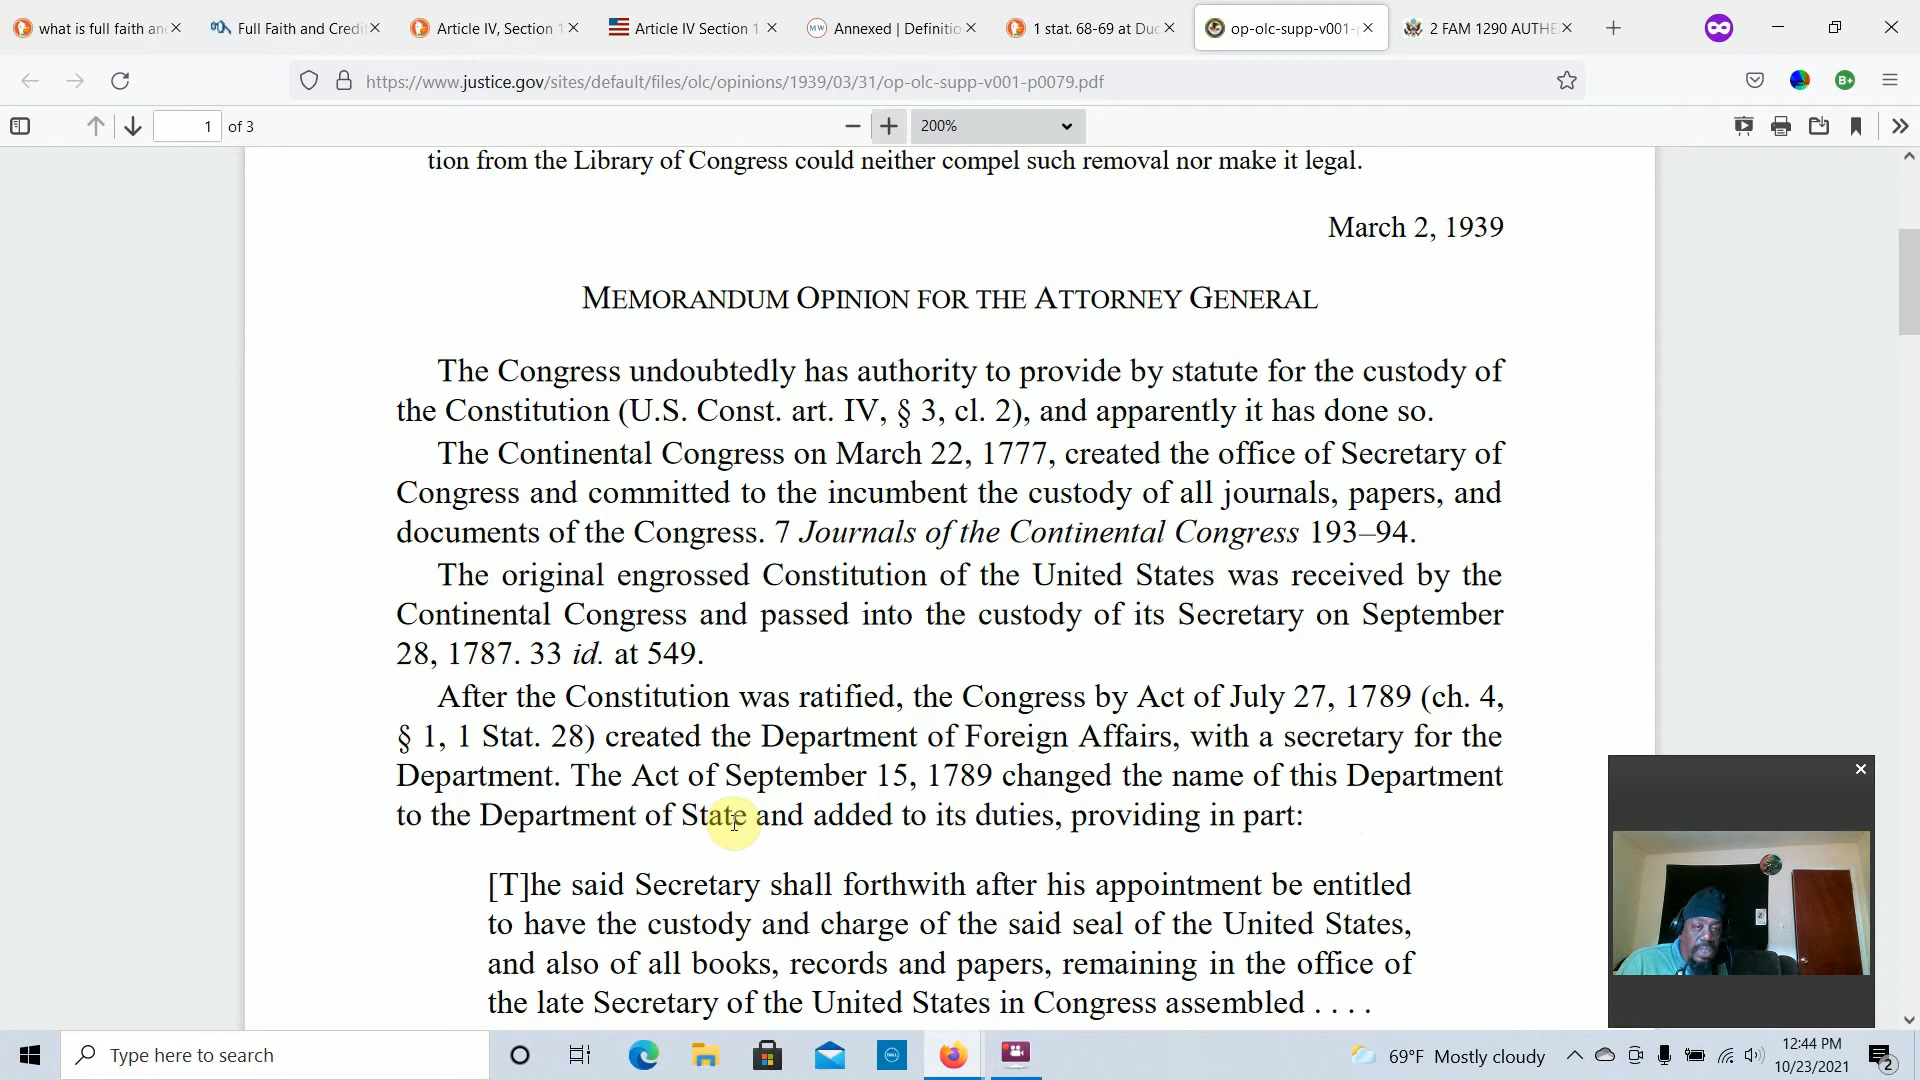 what is full faith an
Full Faith and Credi
Article IV, Section 1
Article IV Section 1
Annexed | Definitio
1 stat. 68-69 at Duc
op-olc-supp-v001-
2 FAM 1290 AUTHE
https://www.justice.gov/sites/default/files/olc/opinions/1939/03/31/op-olc-supp-v001-p0079.pdf
B+
1 of 3
200%
tion from the Library of Congress could neither compel such removal nor make it legal.
March 2, 1939
MEMORANDUM OPINION FOR THE ATTORNEY GENERAL
The Congress undoubtedly has authority to provide by statute for the custody of
the Constitution (U.S. Const. art. IV, § 3, cl. 2), and apparently it has done so.
The Continental Congress on March 22, 1777, created the office of Secretary of
Congress and committed to the incumbent the custody of all journals, papers, and
documents of the Congress. 7 Journals of the Continental Congress 193–94.
The original engrossed Constitution of the United States was received by the
Continental Congress and passed into the custody of its Secretary on September
28, 1787. 33 id. at 549.
After the Constitution was ratified, the Congress by Act of July 27, 1789 (ch. 4,
§ 1, 1 Stat. 28) created the Department of Foreign Affairs, with a secretary for the
Department. The Act of September 15, 1789 changed the name of this Department
to the Department of State and added to its duties, providing in part:
[T]he said Secretary shall forthwith after his appointment be entitled
to have the custody and charge of the said seal of the United States,
and also of all books, records and papers, remaining in the office of
the late Secretary of the United States in Congress assembled . . . .
Type here to search
DELL
69°F Mostly cloudy
12:44 PM
10/23/2021
2